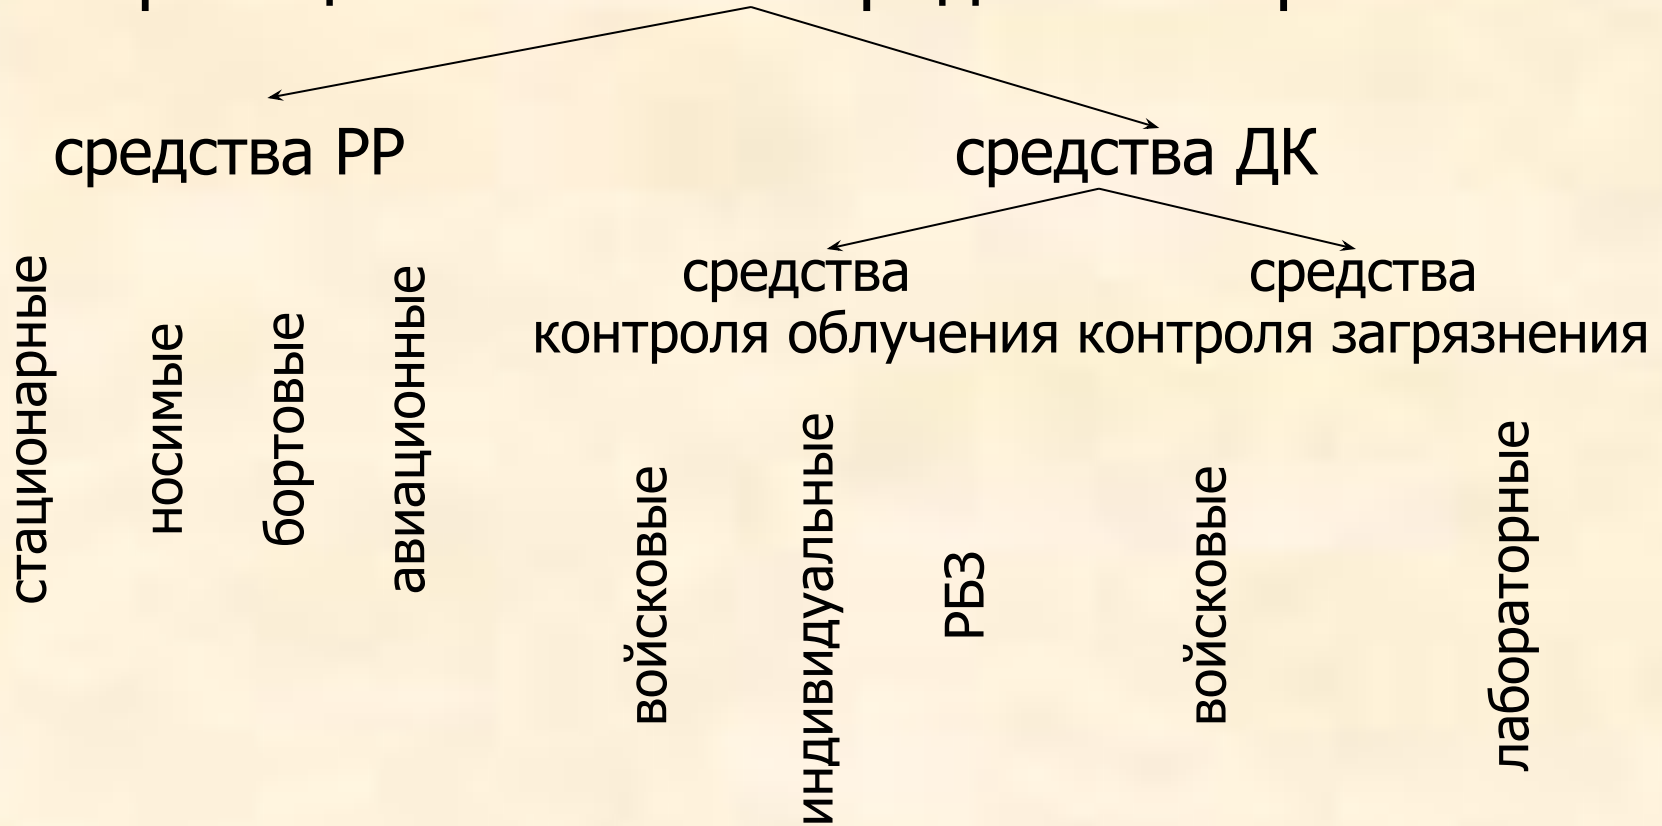 средства РР
средства ДК
средства
контроля облучения
средства
контроля загрязнения
стационарные
носимые
бортовые
авиационные
войсковые
индивидуальные
РБЗ
войсковые
лабораторные